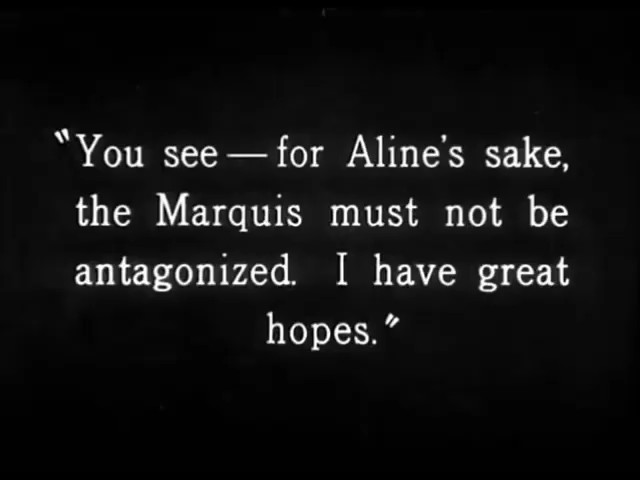 "You see — for Aline's sake,
the Marquis must not be
antagonized. I have great
hopes."